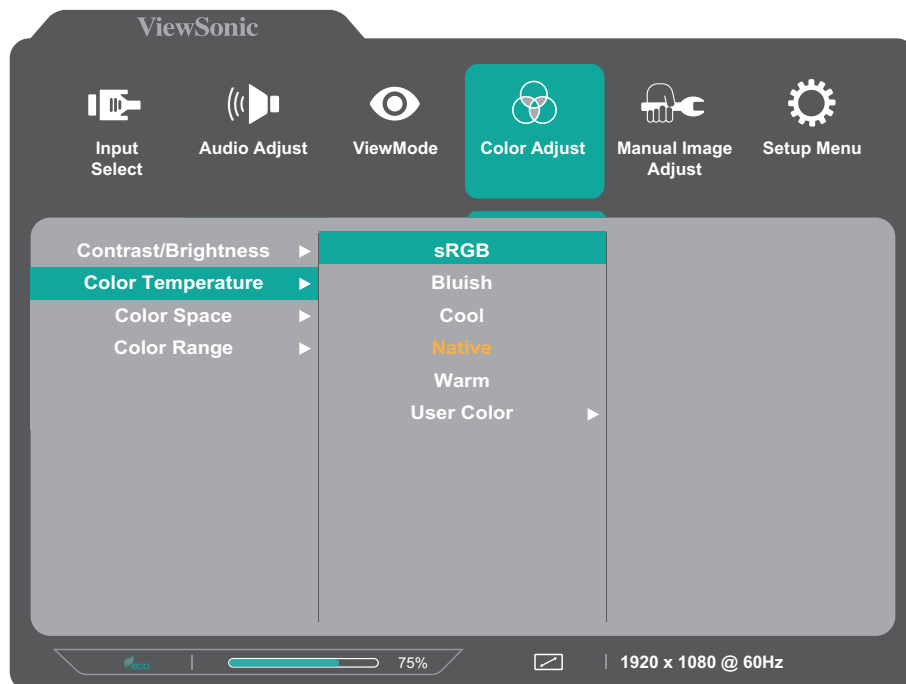 ViewSonic
Input
Select
Audio Adjust
ViewMode
Color Adjust
Manual Image
Adjust
Setup Menu
Contrast/Brightness
Color Temperature
Color Space
Color Range
sRGB
Bluish
Cool
Native
Warm
User Color
ECO
75%
1920 x 1080 @ 60Hz